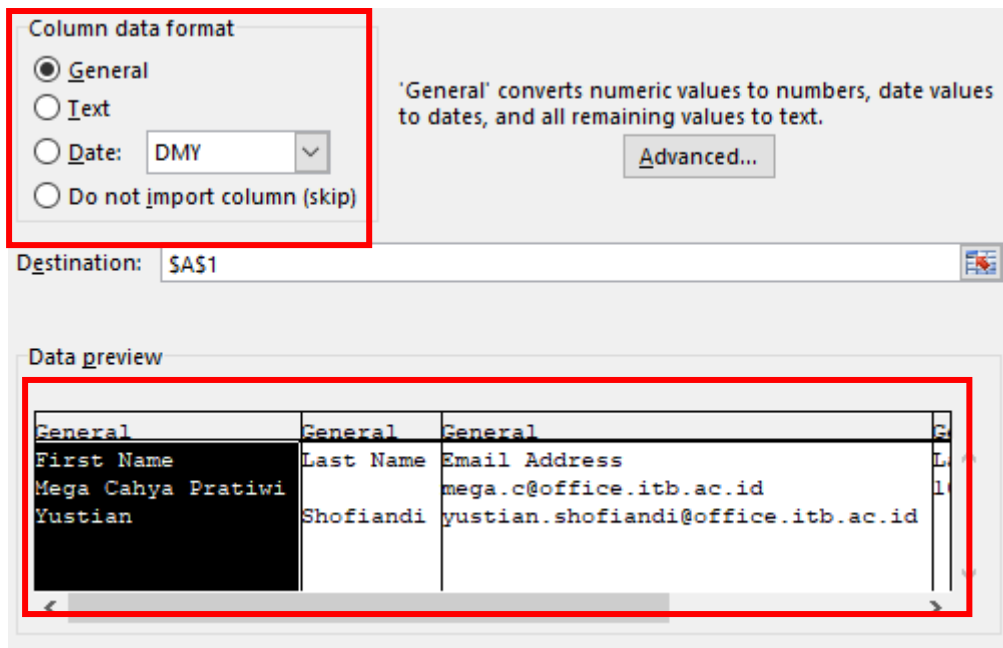 Column data format
General
Text
Date: DMY
Do not import column (skip)
'General' converts numeric values to numbers, date values
to dates, and all remaining values to text.
Advanced...
Destination: $A$1
Data preview
General General General
First Name Last Name Email Address
Mega Cahya Pratiwi mega.c@office.itb.ac.id
Yustian Shofiandi yustian.shofiandi@office.itb.ac.id